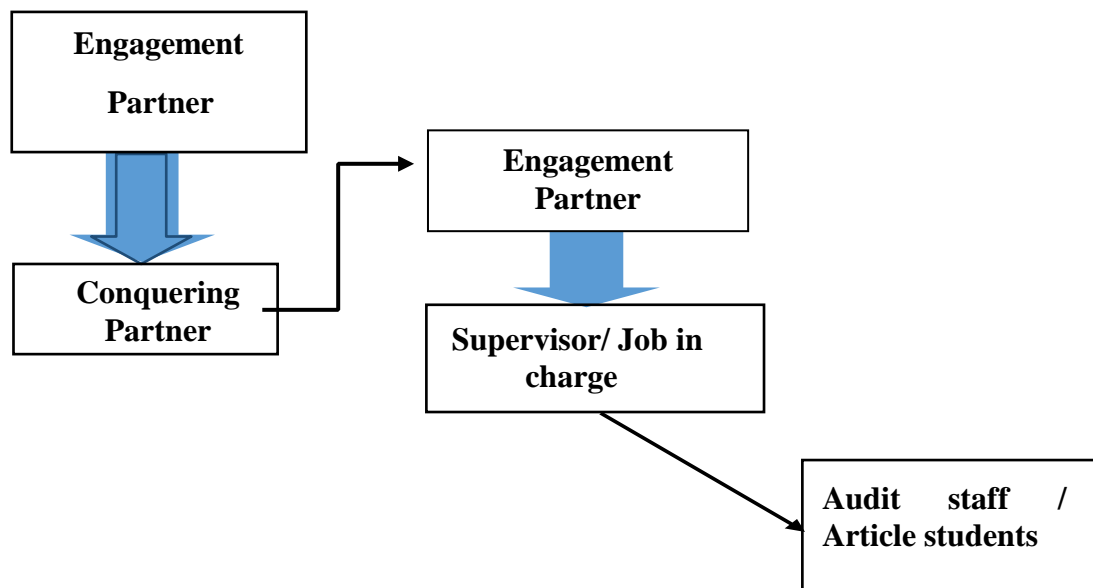 Engagement
Partner
Conquering
Partner
Engagement
Partner
Supervisor/ Job in
charge
Audit staff /
Article students